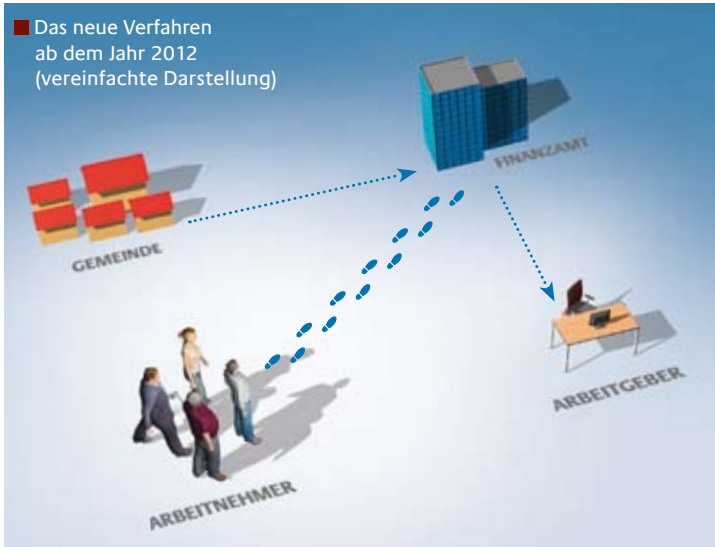 Das neue Verfahren
ab dem Jahr 2012
(vereinfachte Darstellung)
FINANZAMT
GEMEINDE
ARBEITGEBER
ARBEITNEHMER